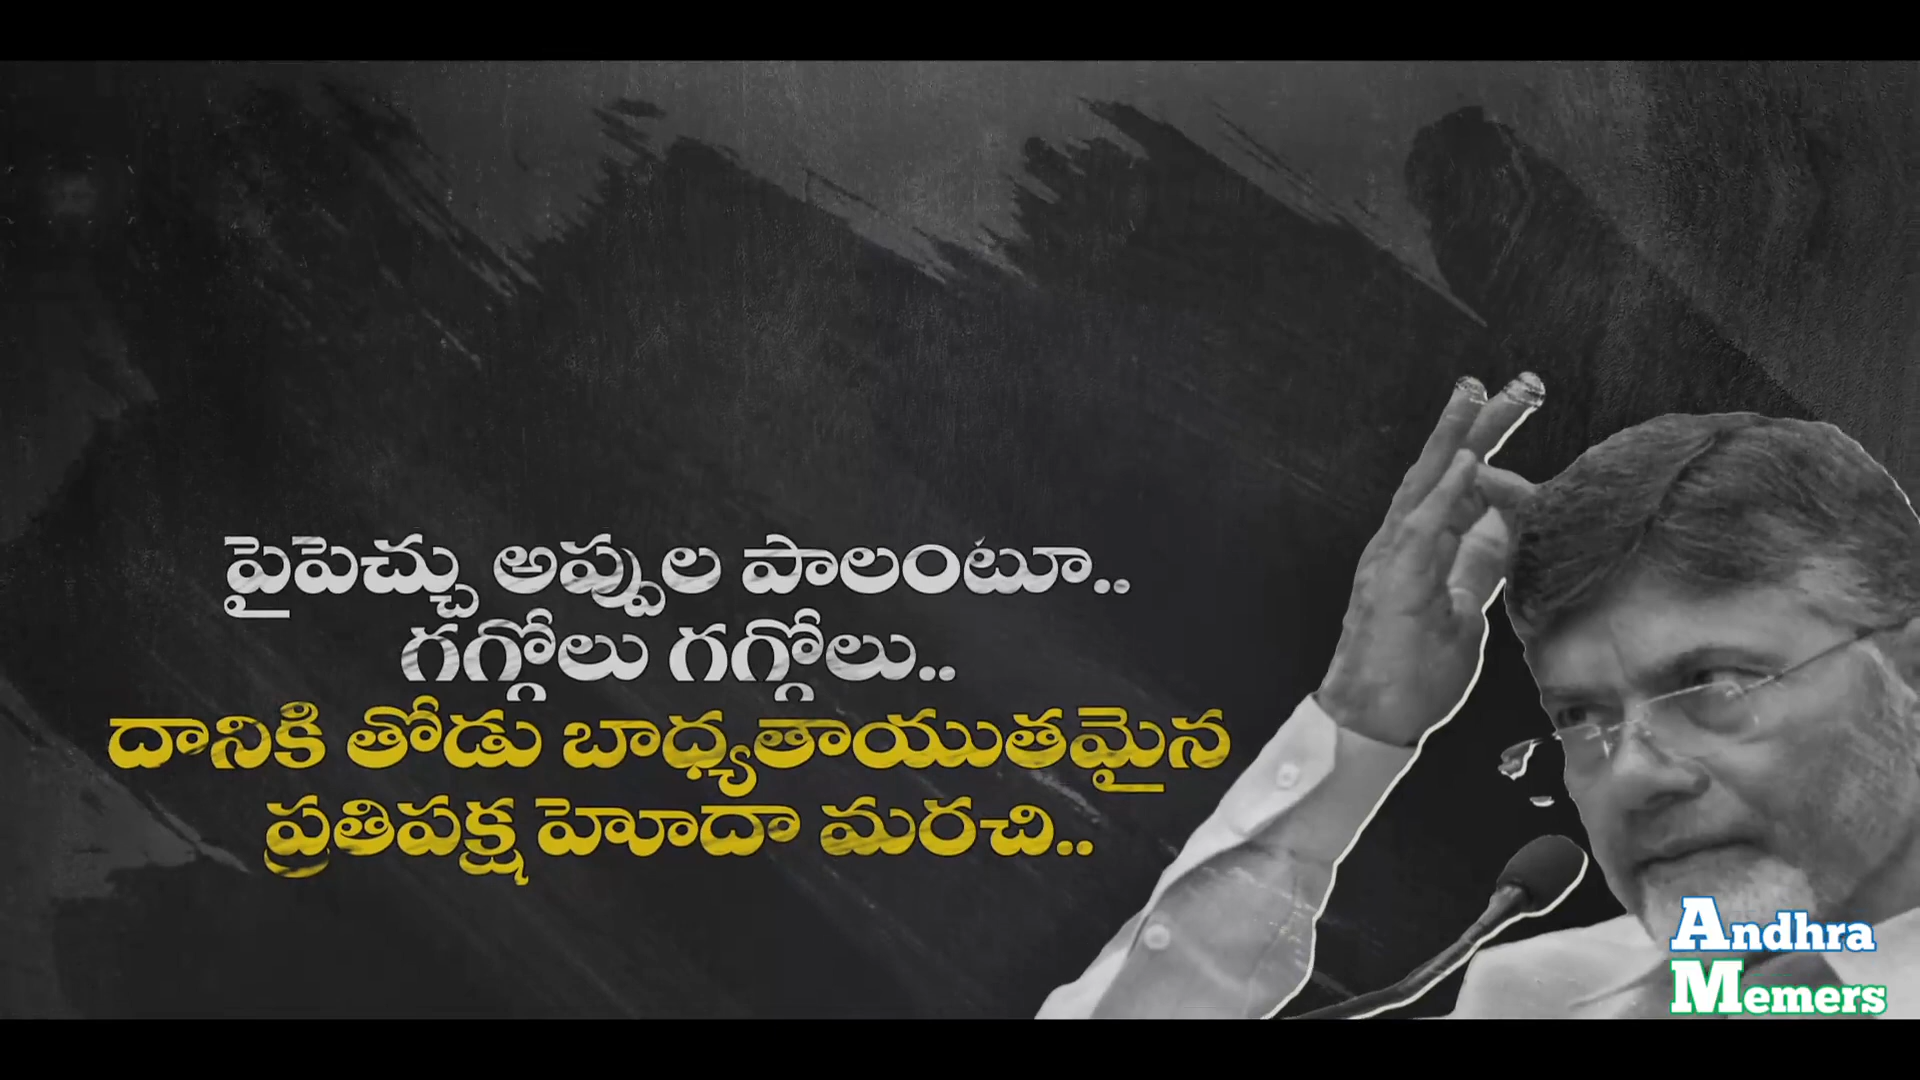 పైపెచ్చు అప్పుల పాలంటూ..
గగ్గోలు గగ్గోలు..
దానికి తోడు బాధ్యతాయుతమైన
ప్రతిపక్ష హెూదా మరచి..
Andhra
Memers